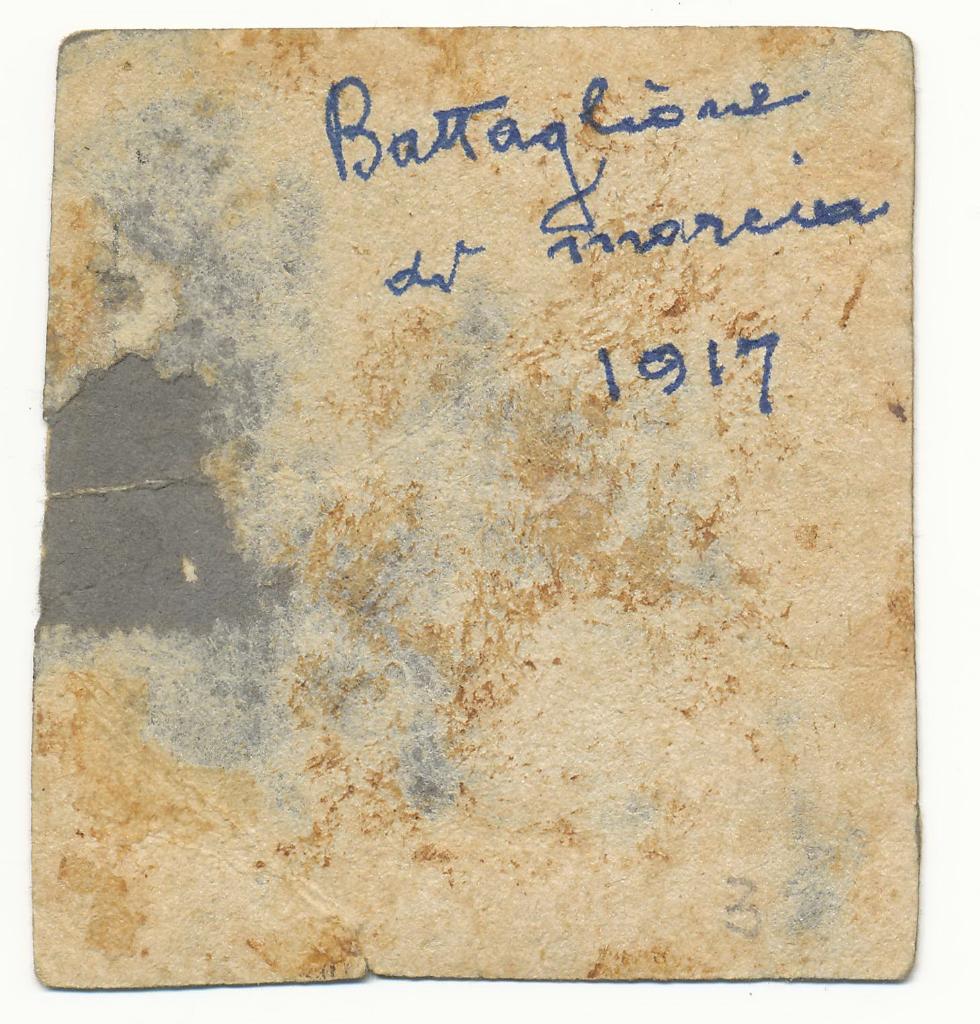 Battaglione
di marcia
1917
3